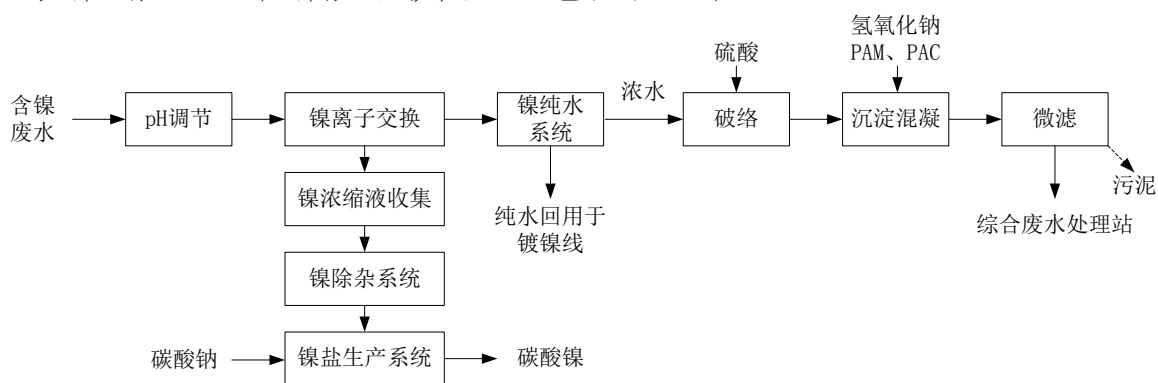 氢氧化钠
PAM、PAC
硫酸
含镍
废水
pH调节
镍离子交换
镍纯水
系统
浓水
破络
沉淀混凝
微滤
污泥
镍浓缩液收集
纯水回用于
镀镍线
综合废水处理站
镍除杂系统
碳酸钠
镍盐生产系统
碳酸镍